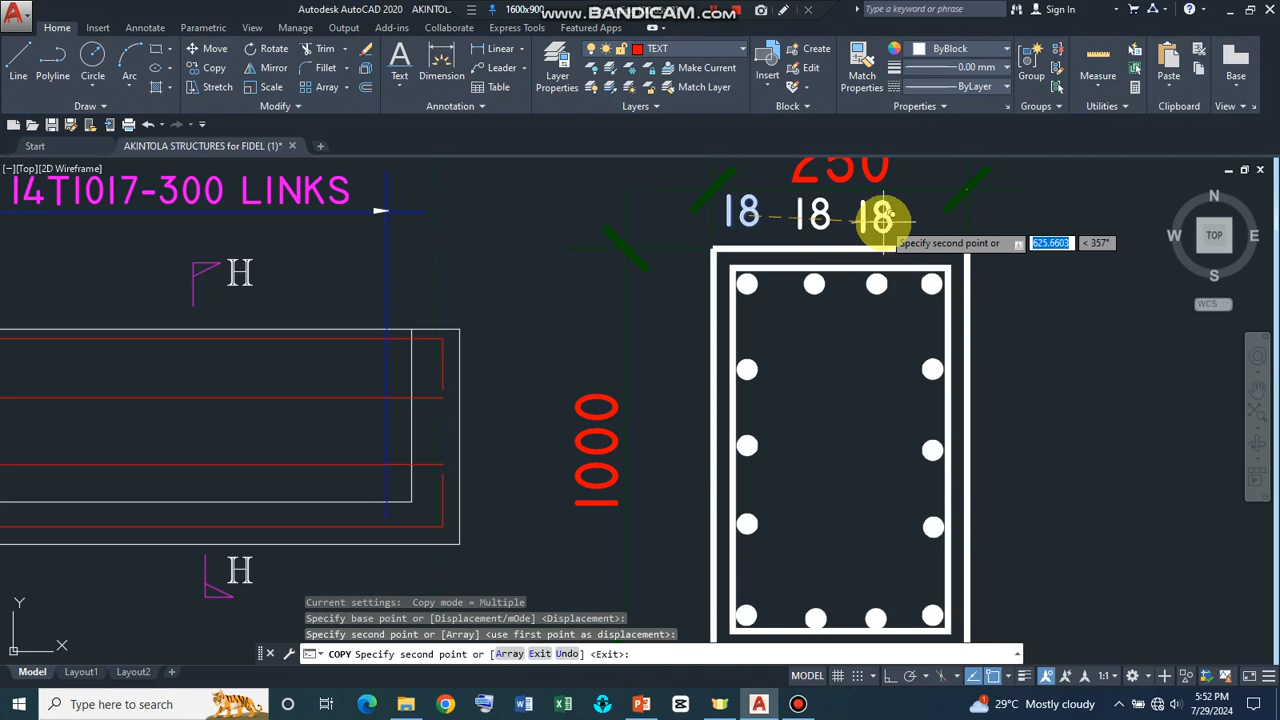 Autodesk AutoCAD 2020 AKINTOL
1600x900
www.BANDICAM.com
Type a keyword or phrase
Sign In
Home Insert Annotate Parametric View Manage Output Add-ins Collaborate Express Tools Featured Apps
Line Polyline Circle Arc
Move Rotate Trim
Copy Mirror Fillet
Stretch Scale Array
Text Dimension
Linear
Leader
Table
Layer Properties
TEXT
Make Current
Match Layer
Insert
Create
Edit
Match Properties
ByBlock
0.00 mm
ByLayer
Group
Measure
Paste
Base
Draw Modify Annotation Layers Block Properties Groups Utilities Clipboard View
Start
AKINTOLA STRUCTURES for FIDEL (1)*
[–][Top][2D Wireframe]
14T1017-300 LINKS
250
18 18 18
Specify second point or 625.6603 < 357°
N
W TOP E
S
WCS
H
1000
H
Y
X
Current settings: Copy mode = Multiple
Specify base point or [Displacement/mOde] <Displacement>:
Specify second point or [Array] <use first point as displacement>:
COPY Specify second point or [Array Exit Undo] <Exit>:
Model Layout1 Layout2
MODEL
1:1
Type here to search
29°C Mostly cloudy
5:52 PM
7/29/2024